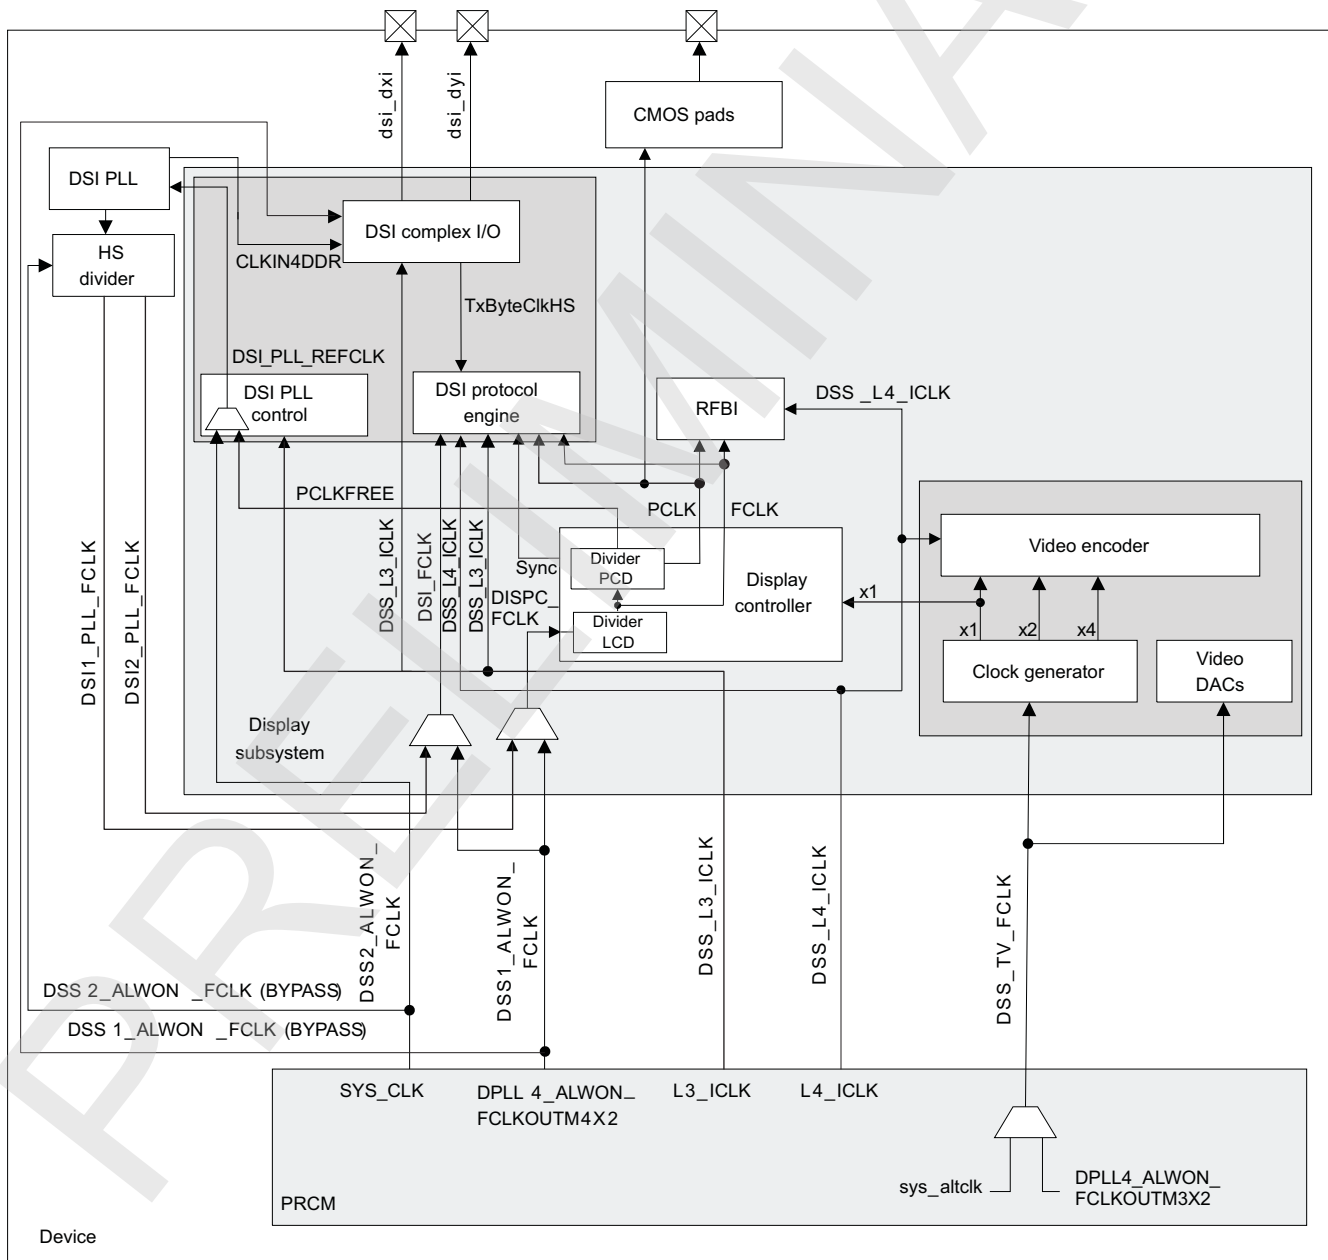 dsi_dxi
dsi_dyi
CMOS pads
DSI PLL
DSI complex I/O
HS
divider
CLKIN4DDR
TxByteClkHS
DSI_PLL_REFCLK
DSI PLL
control
DSI protocol
engine
RFBI
DSS _L4_ICLK
PCLKFREE
PCLK
FCLK
DSS_L3_ICLK
DSI_FCLK
DSS_L4_ICLK
DSS_L3_ICLK
Sync
DISPC_
FCLK
Divider
PCD
Divider
LCD
Display
controller
Video encoder
x1
x1
x2
x4
Clock generator
Video
DACs
DSI1_PLL_FCLK
DSI2_PLL_FCLK
Display
subsystem
DSS2_ALWON_
FCLK
DSS1_ALWON_
FCLK
DSS_L3_ICLK
DSS_L4_ICLK
DSS_TV_FCLK
DSS 2_ALWON _FCLK (BYPASS)
DSS 1_ALWON _FCLK (BYPASS)
SYS_CLK
DPLL 4_ALWON_
FCLKOUTM4X2
L3_ICLK
L4_ICLK
sys_altclk
DPLL4_ALWON_
FCLKOUTM3X2
PRCM
Device
PRELIMINA